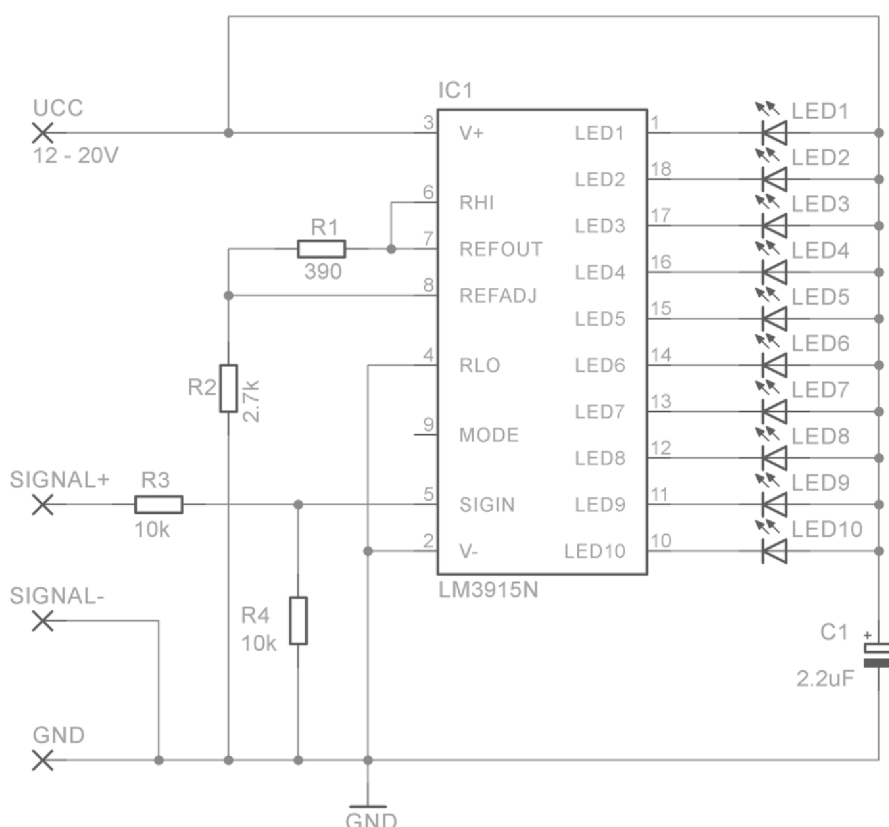 IC1
UCC
12 - 20V
3
V+
LED1
1
LED1
LED2
18
LED2
6
RHI
LED3
17
LED3
R1
390
7
REFOUT
LED4
16
LED4
8
REFADJ
LED5
15
LED5
R2
2.7k
4
RLO
LED6
14
LED6
LED7
13
LED7
9
MODE
LED8
12
LED8
SIGNAL+
R3
10k
5
SIGIN
LED9
11
LED9
2
V-
LED10
10
LED10
LM3915N
SIGNAL-
R4
10k
C1
+
2.2uF
GND
GND